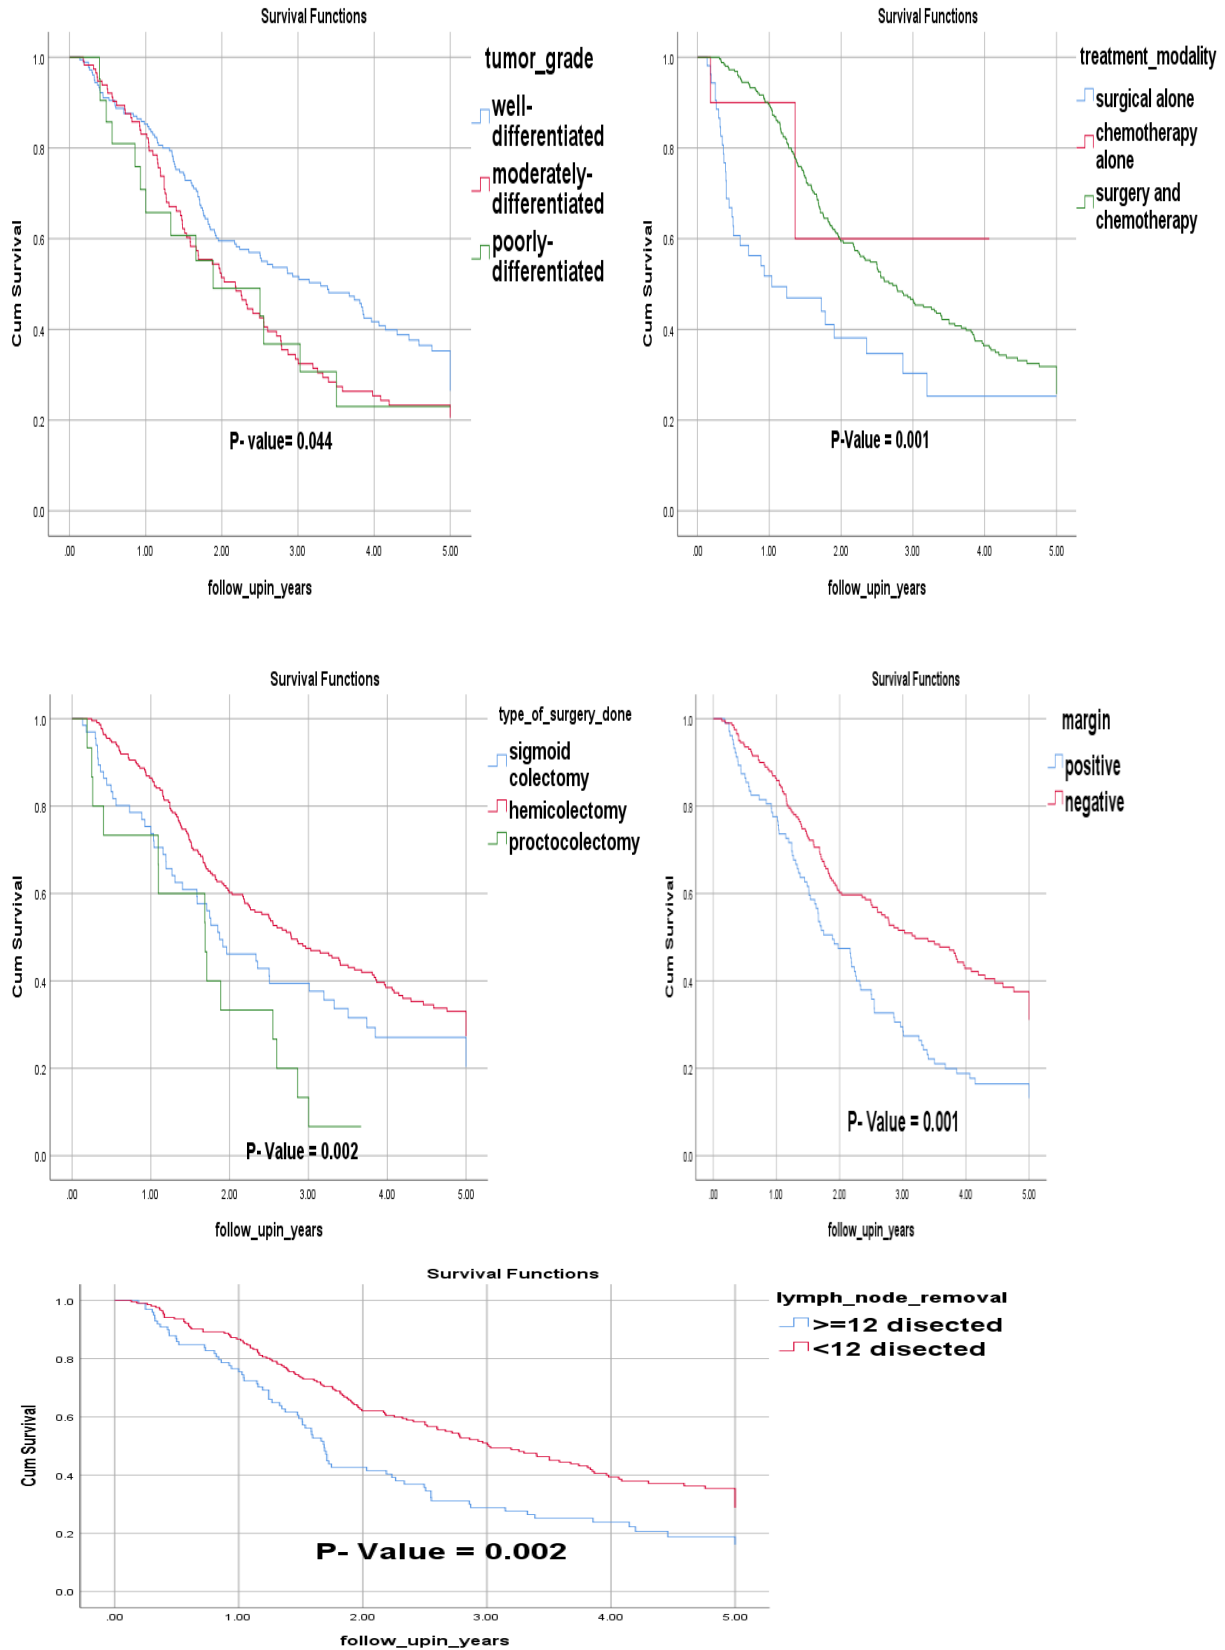 Survival Functions
tumor_grade
well-
differentiated
moderately-
differentiated
poorly-
differentiated
Cum Survival
1.0
0.8
0.6
0.4
0.2
0.0
P- value= 0.044
.00 1.00 2.00 3.00 4.00 5.00
follow_upin_years
Survival Functions
treatment_modality
surgical alone
chemotherapy
alone
surgery and
chemotherapy
Cum Survival
1.0
0.8
0.6
0.4
0.2
0.0
P-Value = 0.001
.00 1.00 2.00 3.00 4.00 5.00
follow_upin_years
Survival Functions
type_of_surgery_done
sigmoid
colectomy
hemicolectomy
proctocolectomy
Cum Survival
1.0
0.8
0.6
0.4
0.2
0.0
P- Value = 0.002
.00 1.00 2.00 3.00 4.00 5.00
follow_upin_years
Survival Functions
margin
positive
negative
Cum Survival
1.0
0.8
0.6
0.4
0.2
0.0
P- Value = 0.001
.00 1.00 2.00 3.00 4.00 5.00
follow_upin_years
Survival Functions
lymph_node_removal
>=12 disected
<12 disected
Cum Survival
1.0
0.8
0.6
0.4
0.2
0.0
P- Value = 0.002
.00 1.00 2.00 3.00 4.00 5.00
follow_upin_years